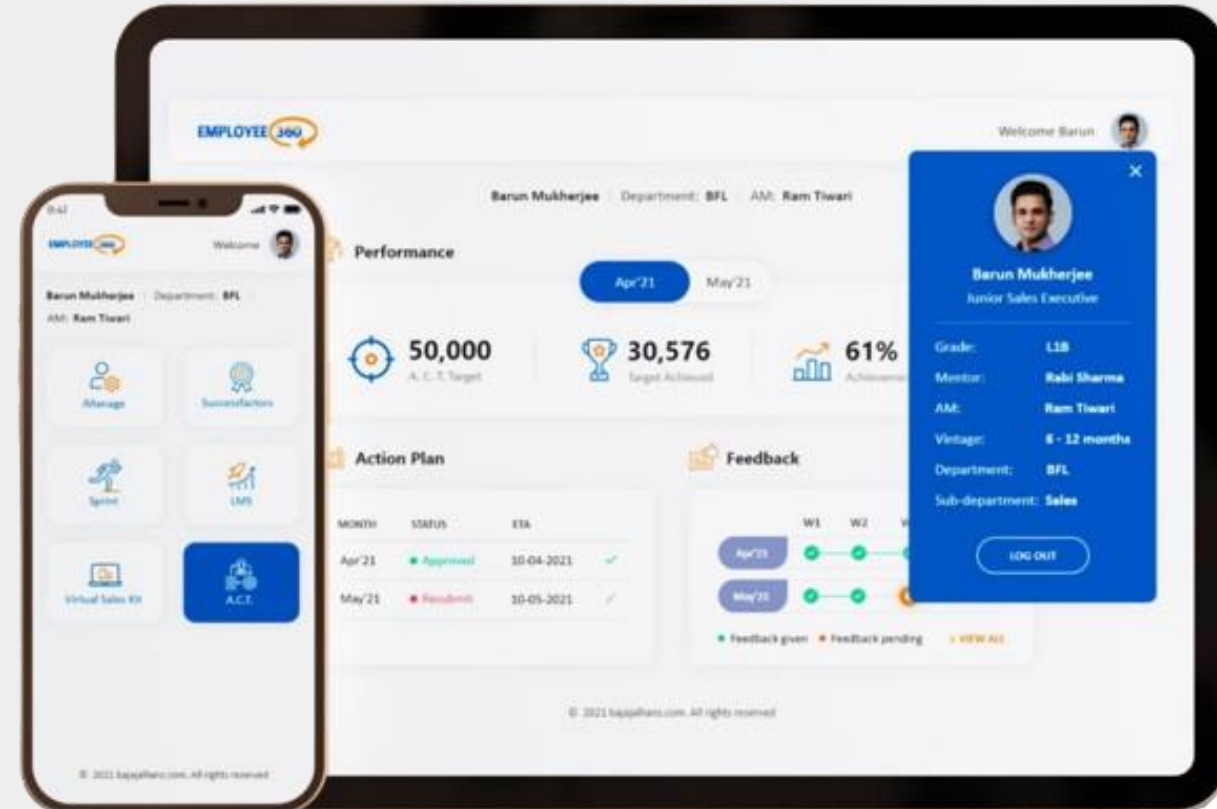 EMPLOYEE 360
Welcome Barun
Barun Mukherjee Department: BFL AM: Ram Tiwari
Performance
Apr'21 May'21
50,000
A. C. T. Target
30,576
Target Achieved
61%
Action Plan
MONTH STATUS ETA
Apr'21 Approved 10-04-2021
May'21 Resubmit 10-05-2021
Feedback
W1 W2
Apr'21
May'21
Feedback given Feedback pending > VIEW ALL
© 2021 bajajallianz.com. All rights reserved
×
Barun Mukherjee
Junior Sales Executive
Grade: L1B
Mentor: Rabi Sharma
AM: Ram Tiwari
Vintage: 6 - 12 months
Department: BFL
Sub-department: Sales
LOG OUT
9:41
EMPLOYEE 360
Welcome
Barun Mukherjee Department: BFL
AM: Ram Tiwari
iManage
Successfactors
Sprint
LMS
Virtual Sales Kit
A.C.T.
© 2021 bajajallianz.com. All rights reserved